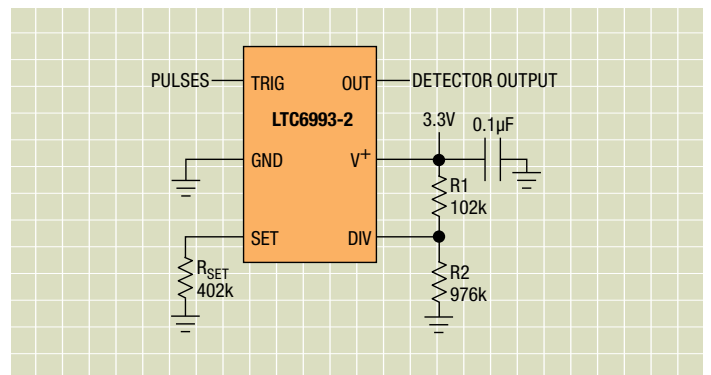 PULSES
TRIG
OUT
DETECTOR OUTPUT
LTC6993-2
3.3V
0.1µF
GND
V+
R1
102k
SET
DIV
RSET
402k
R2
976k